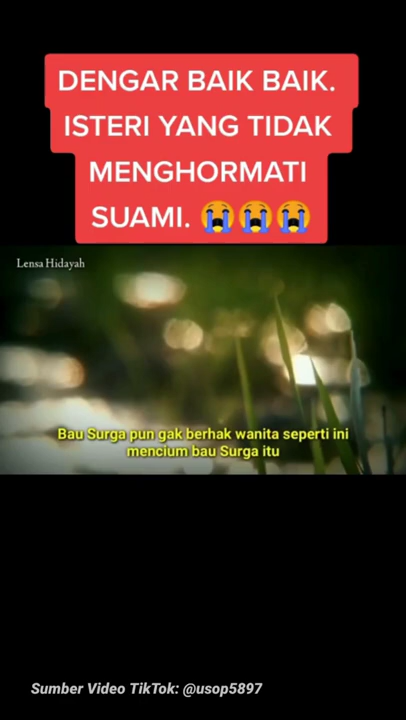 DENGAR BAIK BAIK.
ISTERI YANG TIDAK
MENGHORMATI
SUAMI. 😭😭😭
Lensa Hidayah
Bau Surga pun gak berhak wanita seperti ini
mencium bau Surga itu
Sumber Video TikTok: @usop5897